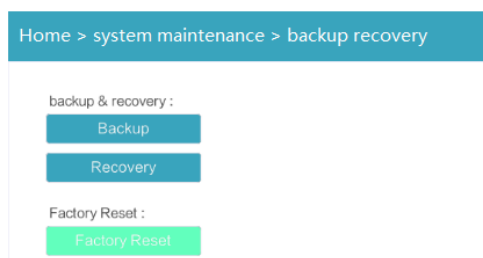 Home > system maintenance > backup recovery
backup & recovery :
Backup
Recovery
Factory Reset :
Factory Reset